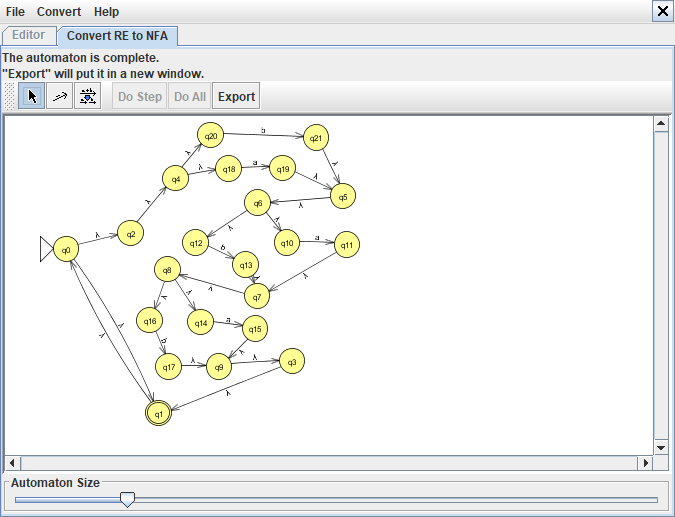 File Convert Help
Editor Convert RE to NFA
The automaton is complete.
"Export" will put it in a new window.
Do Step Do All Export
b
q20 q21
λ λ
q4 λ q18 a q19 λ q5
λ q6 λ
q0 λ q2 λ λ
q12 q10 a q11
b q13
q8 λ λ q7 λ
λ λ
q16 q14 a q15
λ λ b λ
q17 λ q9 λ q3
q1 λ
Automaton Size